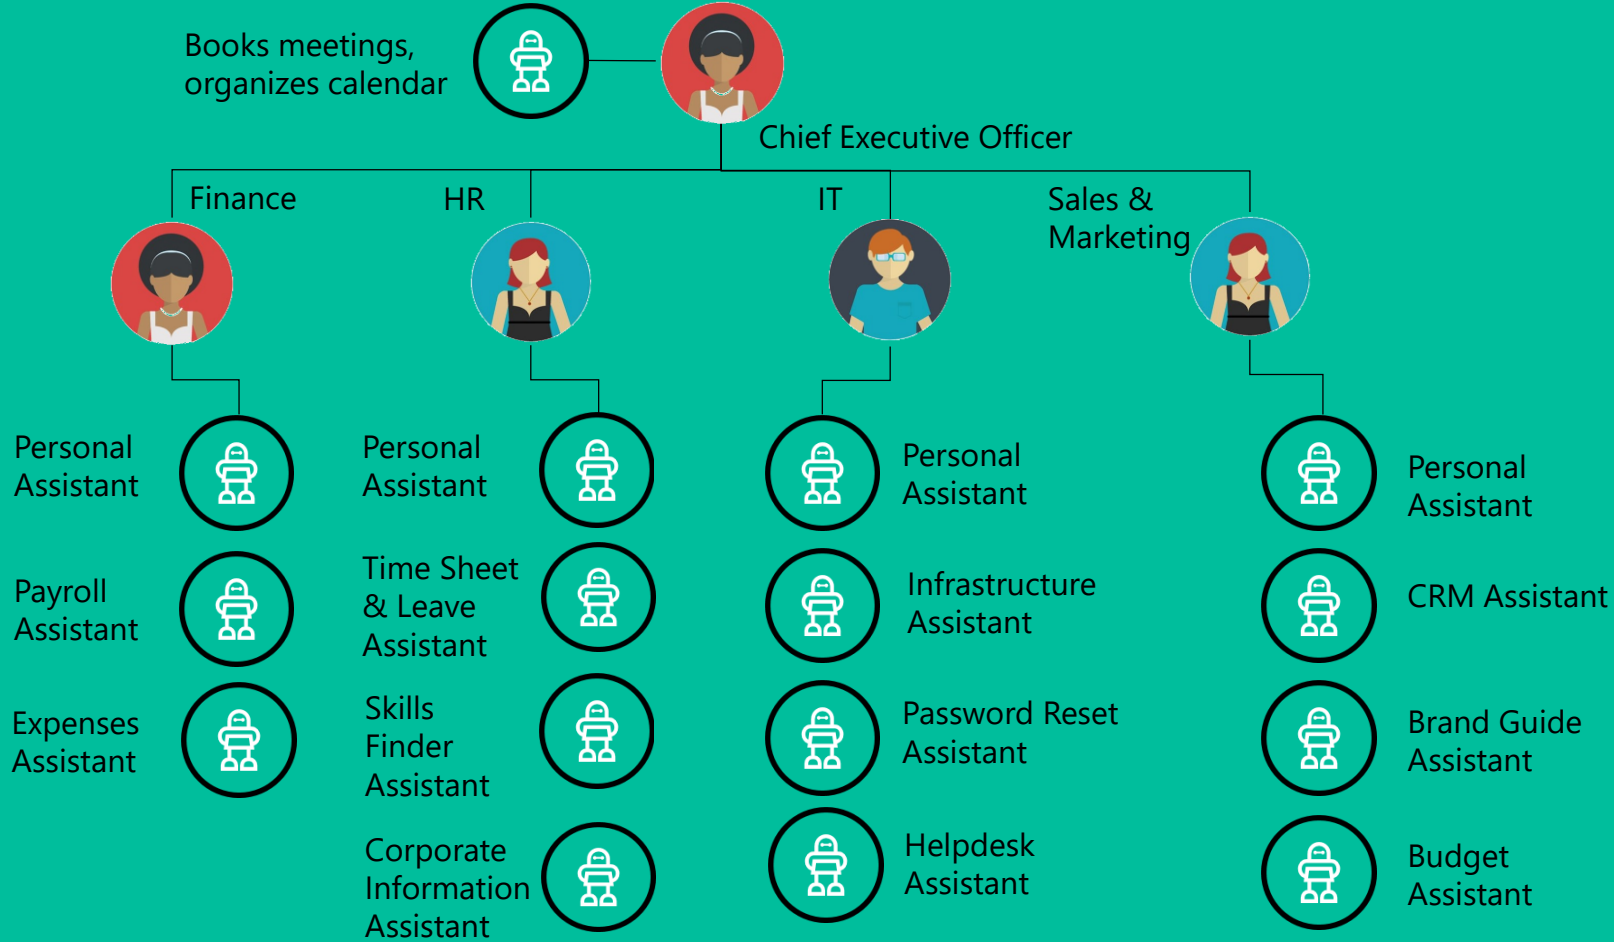 Books meetings,
organizes calendar
Chief Executive Officer
Finance
HR
IT
Sales &
Marketing
Personal
Assistant
Payroll
Assistant
Expenses
Assistant
Personal
Assistant
Time Sheet
& Leave
Assistant
Skills
Finder
Assistant
Corporate
Information
Assistant
Personal
Assistant
Infrastructure
Assistant
Password Reset
Assistant
Helpdesk
Assistant
Personal
Assistant
CRM Assistant
Brand Guide
Assistant
Budget
Assistant